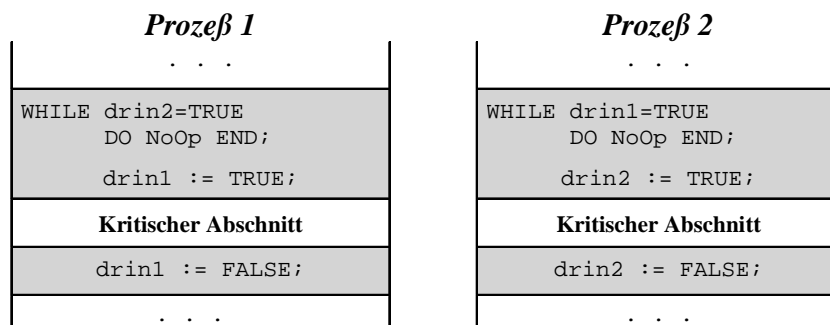 Prozeß 1
. . .
WHILE drin2=TRUE
DO NoOp END;
drin1 := TRUE;
Kritischer Abschnitt
drin1 := FALSE;
. . .
Prozeß 2
. . .
WHILE drin1=TRUE
DO NoOp END;
drin2 := TRUE;
Kritischer Abschnitt
drin2 := FALSE;
. . .